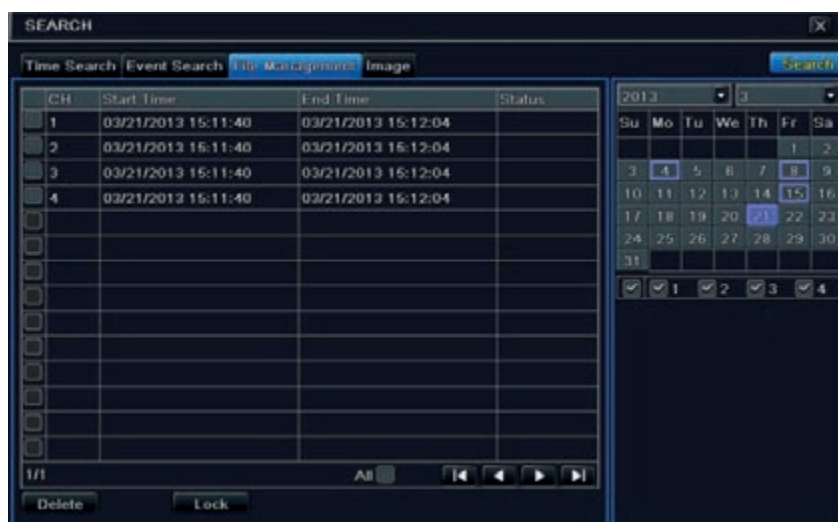 SEARCH
Time Search Event Search File Management Image
Search
CH Start Time End Time Status
1 03/21/2013 15:11:40 03/21/2013 15:12:04
2 03/21/2013 15:11:40 03/21/2013 15:12:04
3 03/21/2013 15:11:40 03/21/2013 15:12:04
4 03/21/2013 15:11:40 03/21/2013 15:12:04
1/1 All
Delete Lock
2013 3
Su Mo Tu We Th Fr Sa
1 2
3 4 5 6 7 8 9
10 11 12 13 14 15 16
17 18 19 20 21 22 23
24 25 26 27 28 29 30
31
1 2 3 4